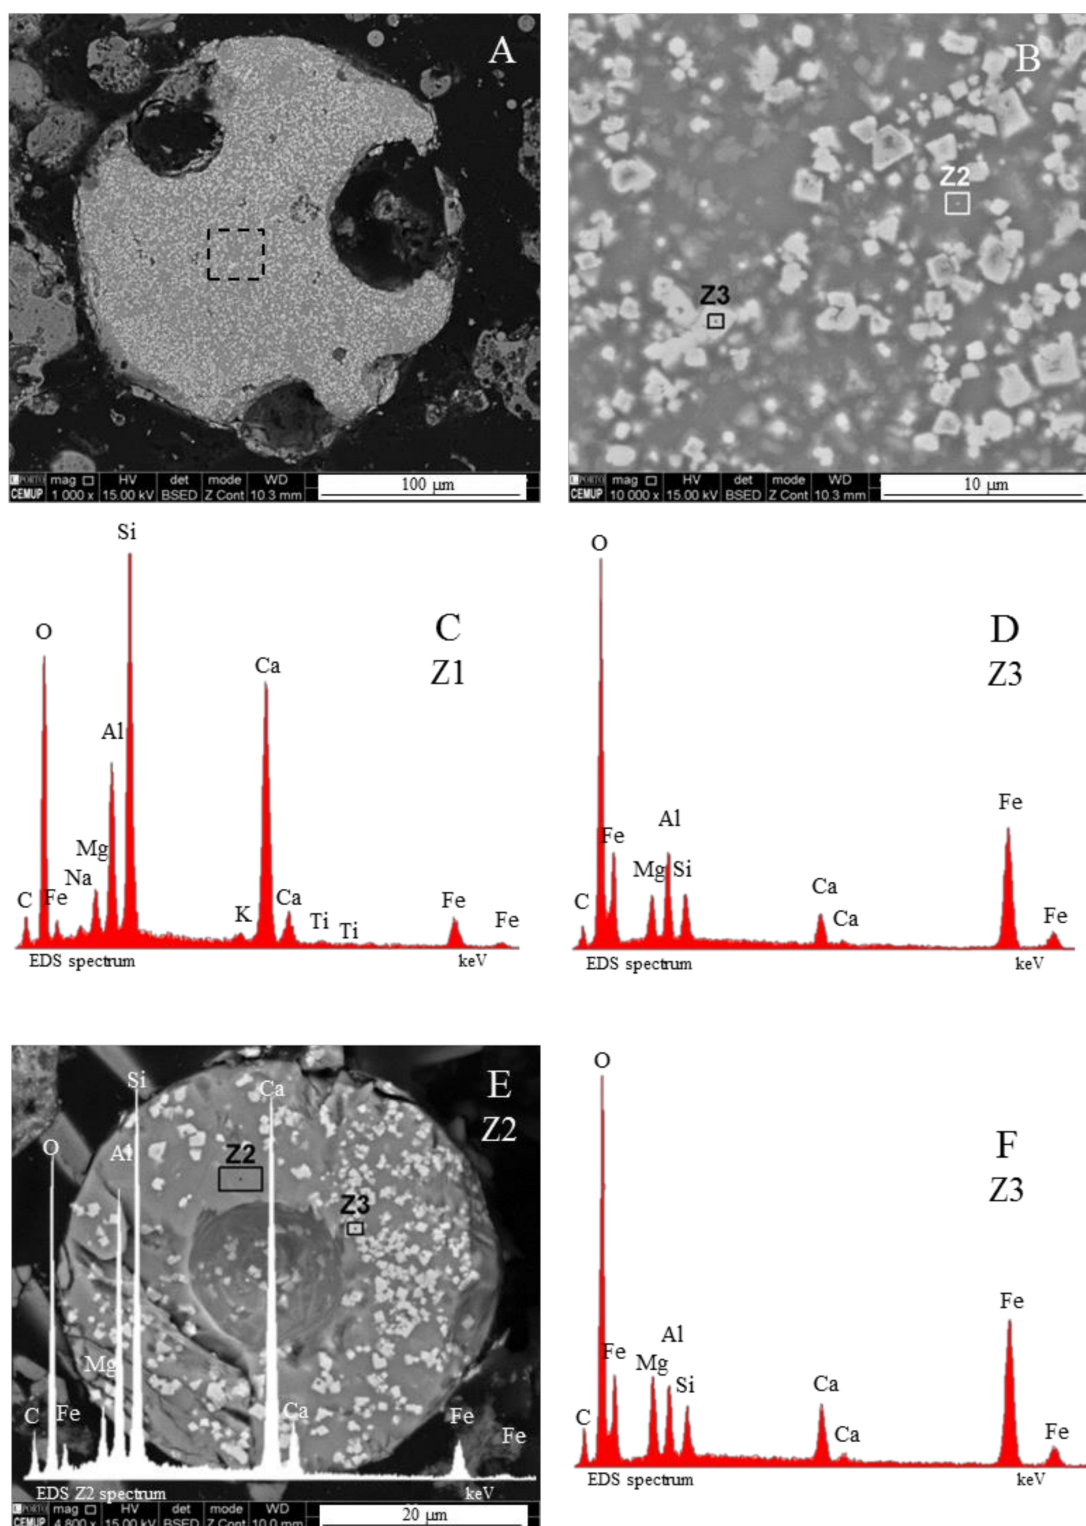 A
mag HV det mode WD
CEMUP 1 000 x 15.00 kV BSED Z Cont 10.3 mm 100 µm
B
Z2
Z3
mag HV det mode WD
CEMUP 10 000 x 15.00 kV BSED Z Cont 10.3 mm 10 µm
Si
O
Ca
Al
Mg
Na
C
Fe
K
Ca
Ti
Ti
Fe
Fe
C
Z1
EDS spectrum
keV
O
Fe
Al
Mg
Si
C
Ca
Ca
Fe
Fe
D
Z3
EDS spectrum
keV
E
Z2
Si
Ca
O
Al
Z2
Z3
Mg
C
Fe
Ca
Fe
Fe
EDS Z2 spectrum
keV
mag HV det mode WD
CEMUP 4 800 x 15.00 kV BSED Z Cont 10.0 mm 20 µm
O
F
Z3
Fe
Al
Fe
Mg
Si
Ca
C
Ca
Fe
EDS spectrum
keV